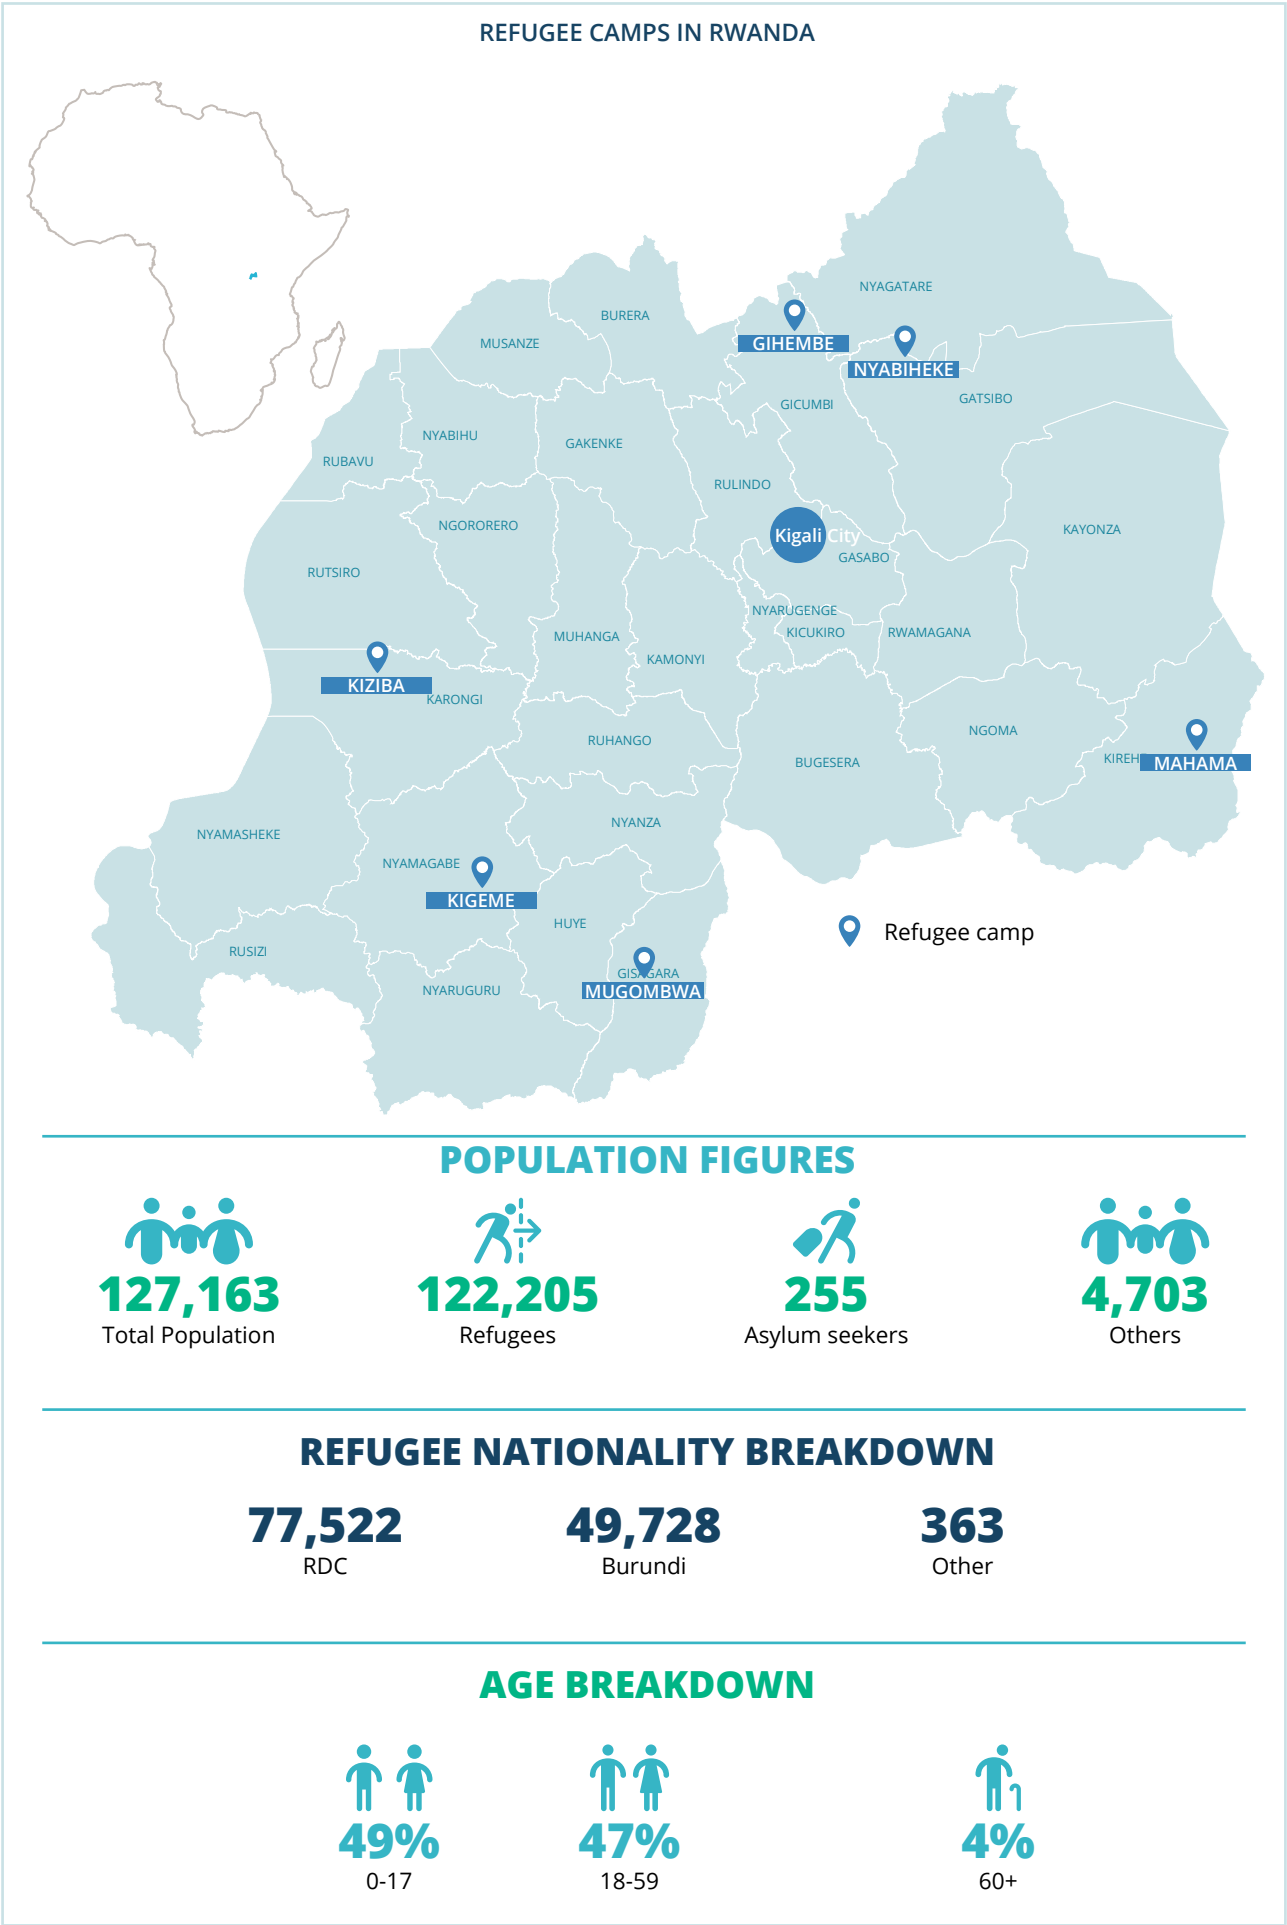 REFUGEE CAMPS IN RWANDA
NYAGATARE
BURERA
MUSANZE
GIHEMBE
NYABIHEKE
GATSIBO
GICUMBI
NYABIHU
GAKENKE
RUBAVU
RULINDO
NGORORERO
KAYONZA
Kigali City
GASABO
RUTSIRO
NYARUGENGE
KICUKIRO
RWAMAGANA
MUHANGA
KAMONYI
KIZIBA
KARONGI
NGOMA
RUHANGO
BUGESERA
KIREH
MAHAMA
NYANZA
NYAMASHEKE
NYAMAGABE
KIGEME
HUYE
Refugee camp
RUSIZI
GISAGARA
NYARUGURU
MUGOMBWA
POPULATION FIGURES
127,163
Total Population
122,205
Refugees
255
Asylum seekers
4,703
Others
REFUGEE NATIONALITY BREAKDOWN
77,522
RDC
49,728
Burundi
363
Other
AGE BREAKDOWN
49%
0-17
47%
18-59
4%
60+